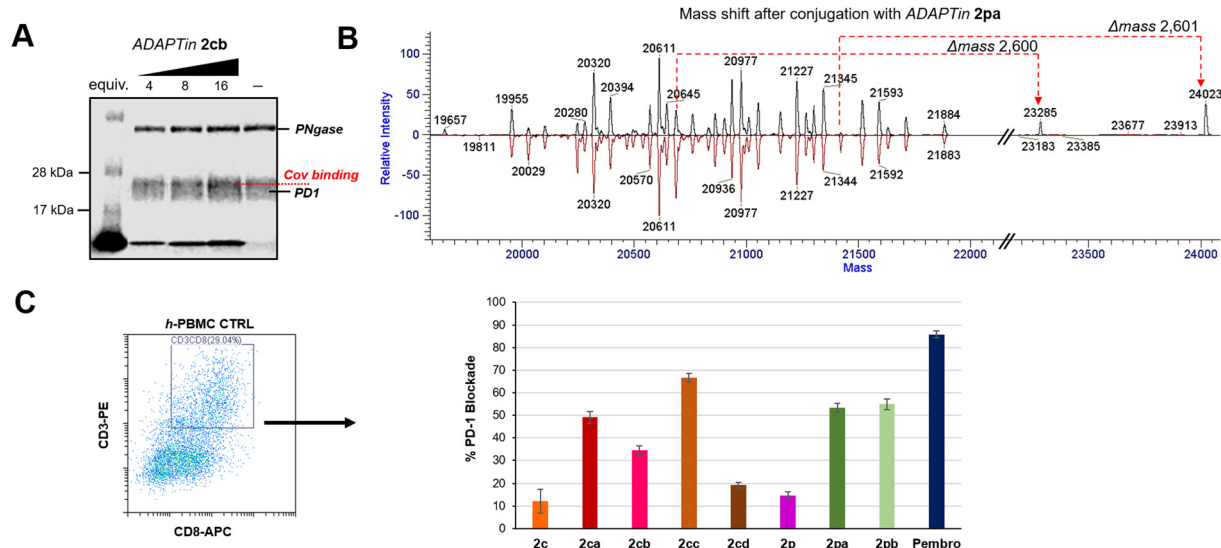 A
ADAPTin 2cb
equiv.
4 8 16 –
PNgase
28 kDa
Cov binding
PD1
17 kDa
B
Mass shift after conjugation with ADAPTin 2pa
Δmass 2,601
Δmass 2,600
Relative Intensity
100
50
0
-50
-100
20611
20320
20977
20394
21227
21345
19955
20280
20645
21593
24023
19657
21884
23285
23677
23913
19811
20029
20570
20936
21344
21592
21883
23183
23385
20320
20611
20977
21227
20000 20500 21000 21500 22000 23500 24000
Mass
C
h-PBMC CTRL
CD3CD8(29.04%)
CD3-PE
CD8-APC
% PD-1 Blockade
100
90
80
70
60
50
40
30
20
10
0
2c 2ca 2cb 2cc 2cd 2p 2pa 2pb Pembro